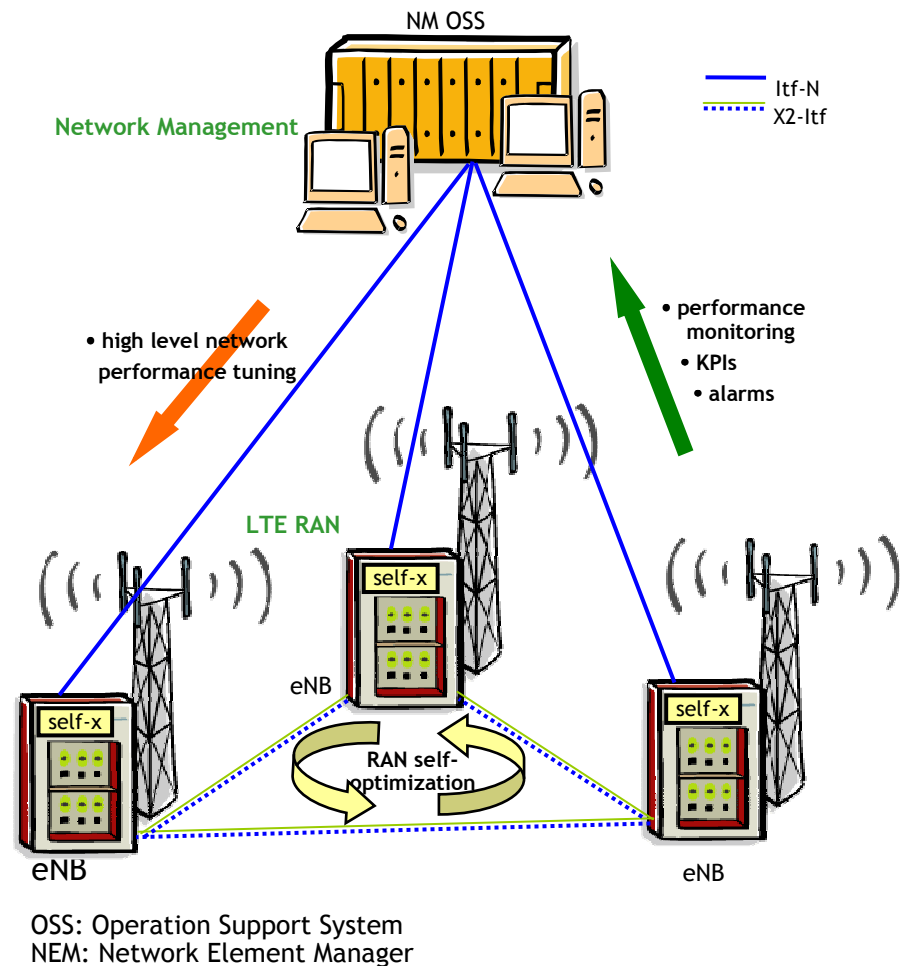 NM OSS
Itf-N
X2-Itf
Network Management
• high level network
performance tuning
• performance
monitoring
• KPIs
• alarms
LTE RAN
self-x
eNB
self-x
self-x
RAN self-
optimization
eNB
eNB
OSS: Operation Support System
NEM: Network Element Manager